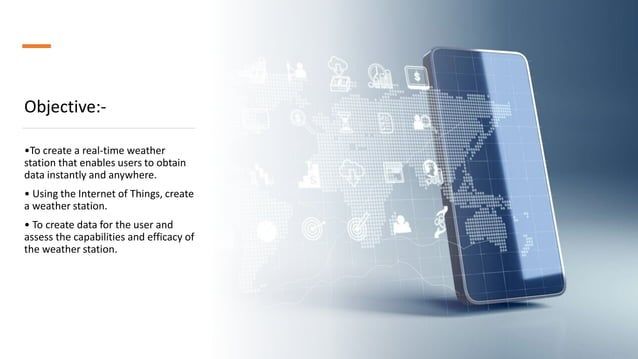 Objective:-
•To create a real-time weather
station that enables users to obtain
data instantly and anywhere.
• Using the Internet of Things, create
a weather station.
• To create data for the user and
assess the capabilities and efficacy of
the weather station.